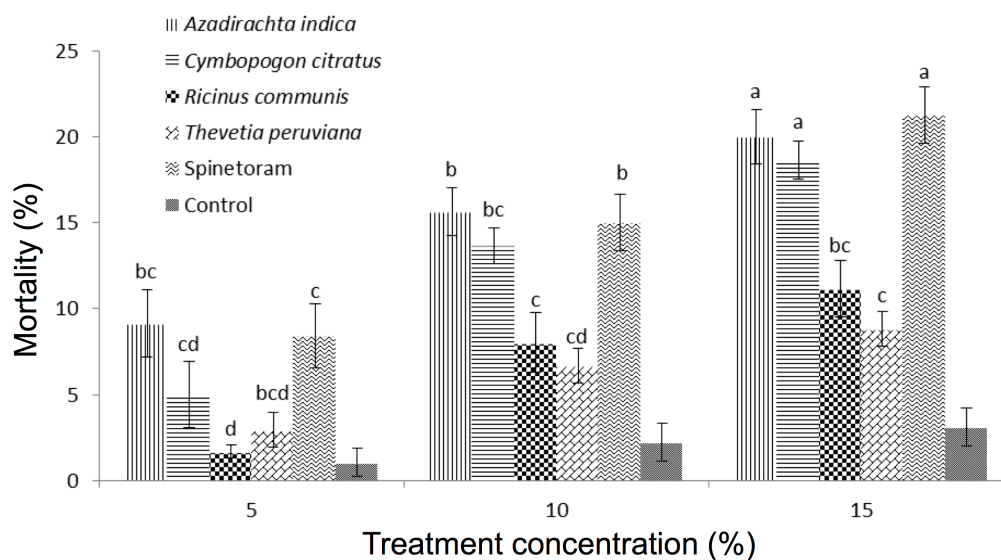 Azadirachta indica
Cymbopogon citratus
Ricinus communis
Thevetia peruviana
Spinetoram
Control
Mortality (%)
25
20
15
10
5
0
bc
cd
d
bcd
c
b
bc
c
cd
b
a
a
bc
c
a
5
10
15
Treatment concentration (%)